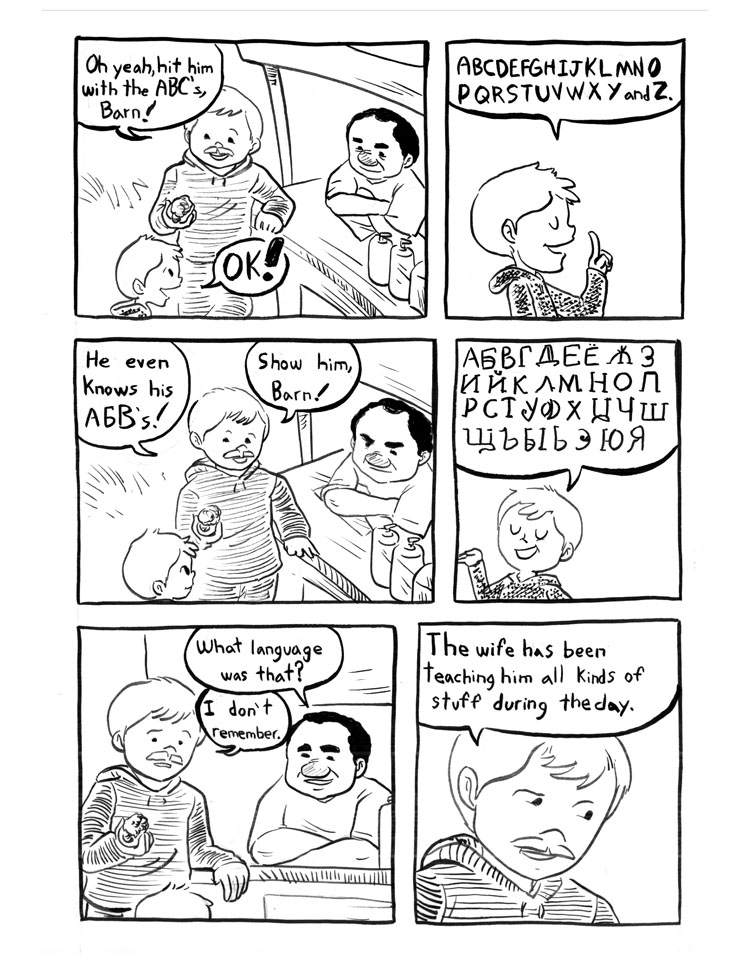 Oh yeah, hit him
with the ABC's,
Barn!
OK!
ABCDEFGHIJKLMNO
PQRSTUVWXY and Z.
He even
Knows his
АБВ's!
Show him,
Barn!
АБВГДЕЁЖЗ
ИЙКЛМНОП
РСТУФХЦЧШ
ЩЪЫЬЭЮЯ
What language
was that?
I don't
remember.
The wife has been
teaching him all kinds of
stuff during the day.